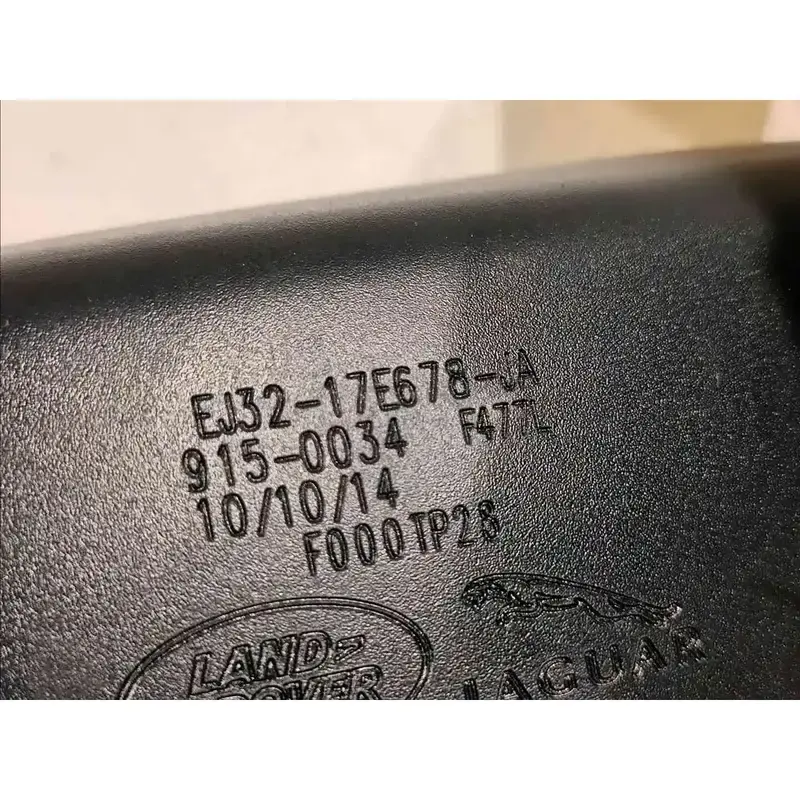 EJ32-17E678-JA
915-0034 F477L
10/10/14
F000TP28
LAND-
ROVER
JAGUAR